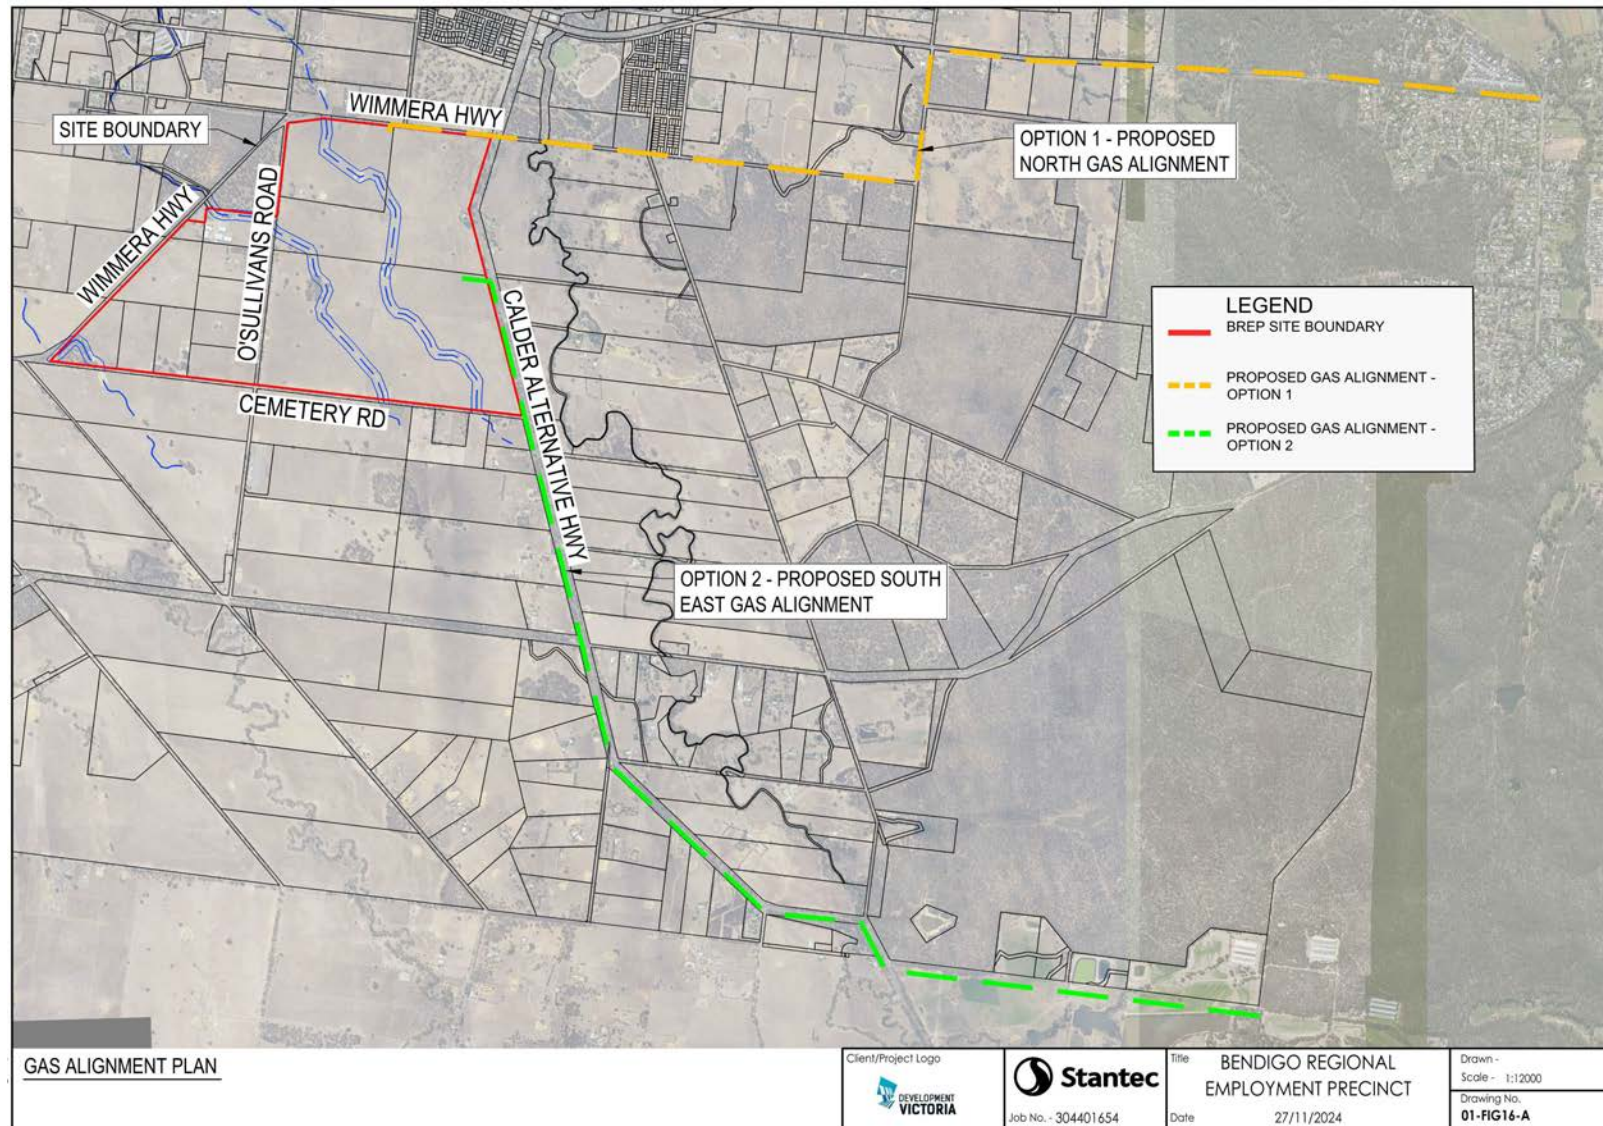 WIMMERA HWY
SITE BOUNDARY
OPTION 1 - PROPOSED
NORTH GAS ALIGNMENT
WIMMERA HWY
O'SULLIVANS ROAD
CALDER ALTERNATIVE HWY
CEMETERY RD
LEGEND
BREP SITE BOUNDARY
PROPOSED GAS ALIGNMENT -
OPTION 1
PROPOSED GAS ALIGNMENT -
OPTION 2
OPTION 2 - PROPOSED SOUTH
EAST GAS ALIGNMENT
GAS ALIGNMENT PLAN
Client/Project Logo
DEVELOPMENT
VICTORIA
Stantec
Job No. - 304401654
Title
BENDIGO REGIONAL
EMPLOYMENT PRECINCT
Date
27/11/2024
Drawn -
Scale - 1:12000
Drawing No.
01-FIG16-A